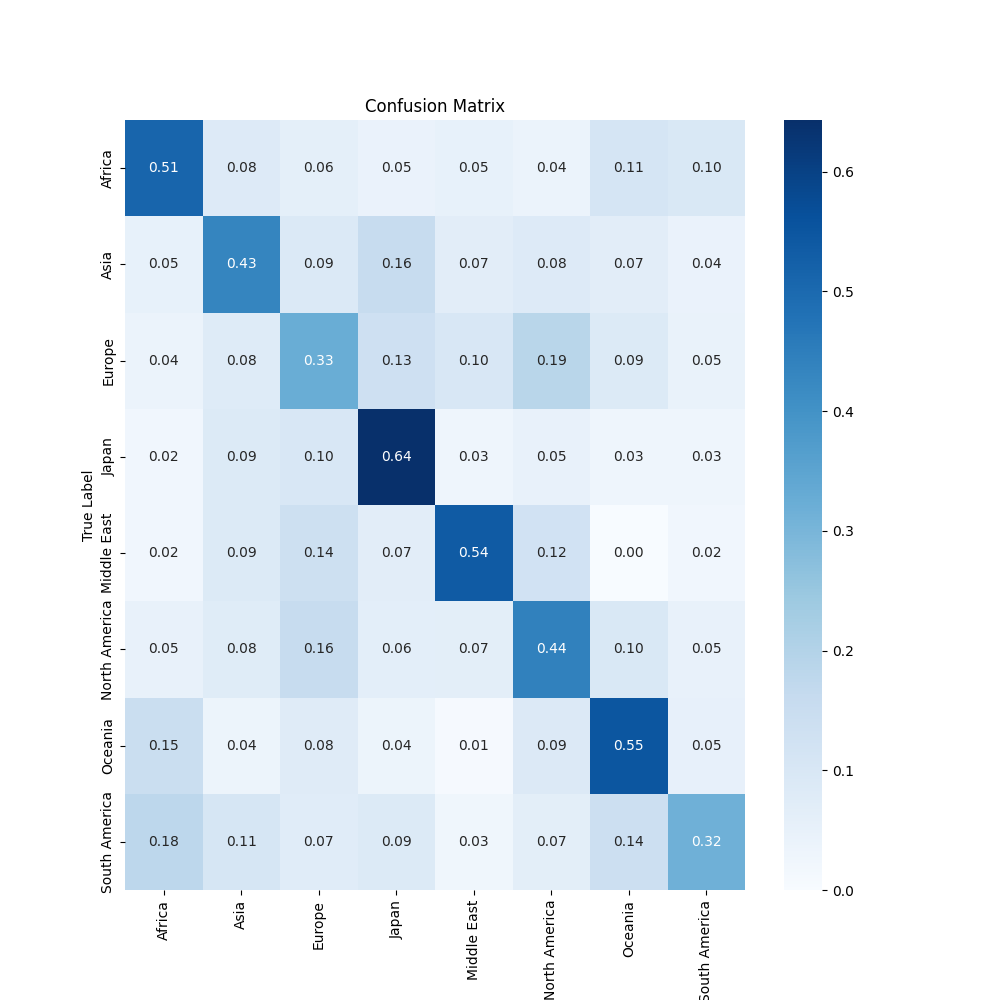 Confusion Matrix
True Label
Africa
0.51 0.08 0.06 0.05 0.05 0.04 0.11 0.10
Asia
0.05 0.43 0.09 0.16 0.07 0.08 0.07 0.04
Europe
0.04 0.08 0.33 0.13 0.10 0.19 0.09 0.05
Japan
0.02 0.09 0.10 0.64 0.03 0.05 0.03 0.03
Middle East
0.02 0.09 0.14 0.07 0.54 0.12 0.00 0.02
North America
0.05 0.08 0.16 0.06 0.07 0.44 0.10 0.05
Oceania
0.15 0.04 0.08 0.04 0.01 0.09 0.55 0.05
South America
0.18 0.11 0.07 0.09 0.03 0.07 0.14 0.32
Africa Asia Europe Japan Middle East North America Oceania South America
0.6
0.5
0.4
0.3
0.2
0.1
0.0